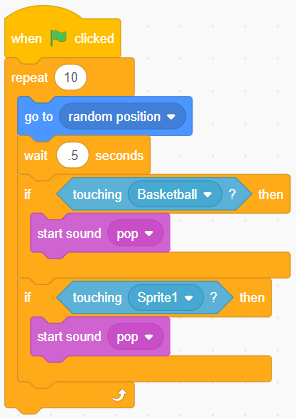 when clicked
repeat 10
go to random position
wait .5 seconds
if touching Basketball ? then
start sound pop
if touching Sprite1 ? then
start sound pop